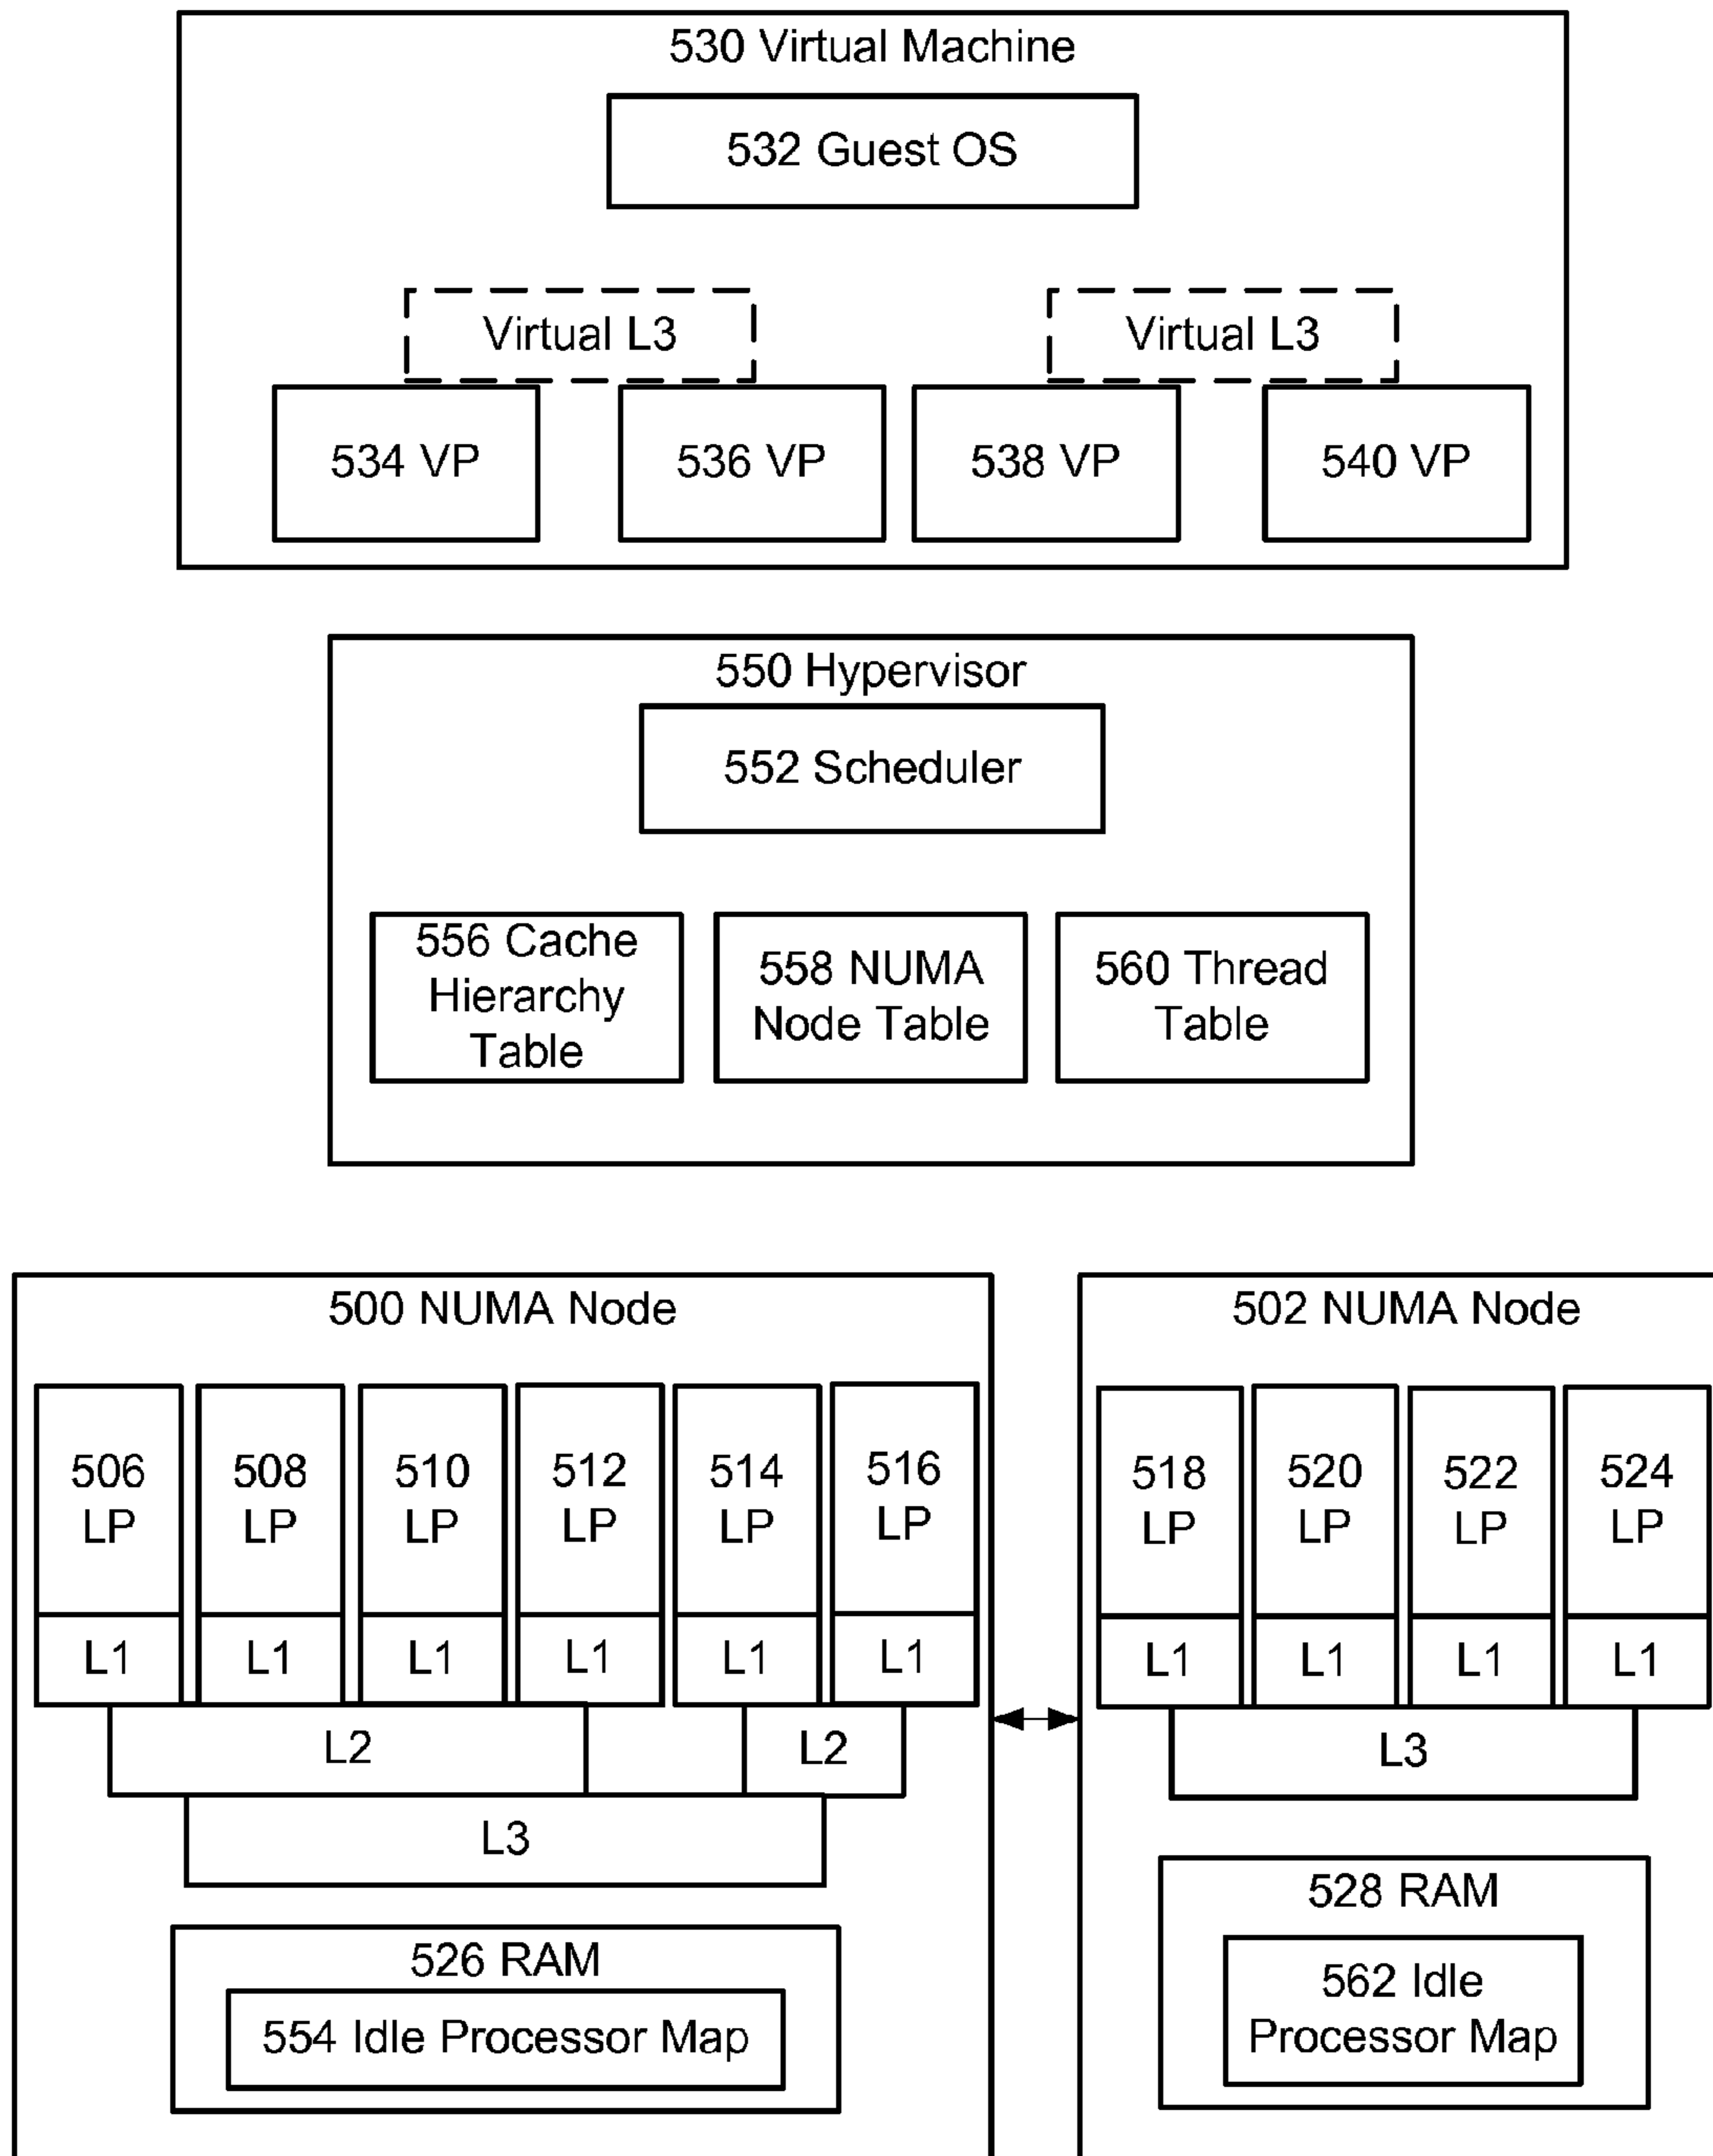 530 Virtual Machine
532 Guest OS
Virtual L3
Virtual L3
534 VP
536 VP
538 VP
540 VP
550 Hypervisor
552 Scheduler
556 Cache
Hierarchy
Table
558 NUMA
Node Table
560 Thread
Table
500 NUMA Node
506
LP
508
LP
510
LP
512
LP
514
LP
516
LP
L1
L1
L1
L1
L1
L1
L2
L2
L3
526 RAM
554 Idle Processor Map
502 NUMA Node
518
LP
520
LP
522
LP
524
LP
L1
L1
L1
L1
L3
528 RAM
562 Idle
Processor Map